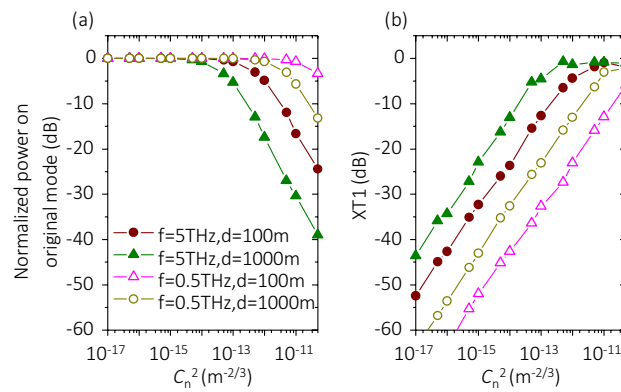 (a)
(b)
Normalized power on
original mode (dB)
0
-10
-20
-30
-40
-50
-60
f=5THz,d=100m
f=5THz,d=1000m
f=0.5THz,d=100m
f=0.5THz,d=1000m
10⁻¹⁷ 10⁻¹⁵ 10⁻¹³ 10⁻¹¹
Cₙ² (m⁻²/³)
XT1 (dB)
0
-10
-20
-30
-40
-50
-60
10⁻¹⁷ 10⁻¹⁵ 10⁻¹³ 10⁻¹¹
Cₙ² (m⁻²/³)